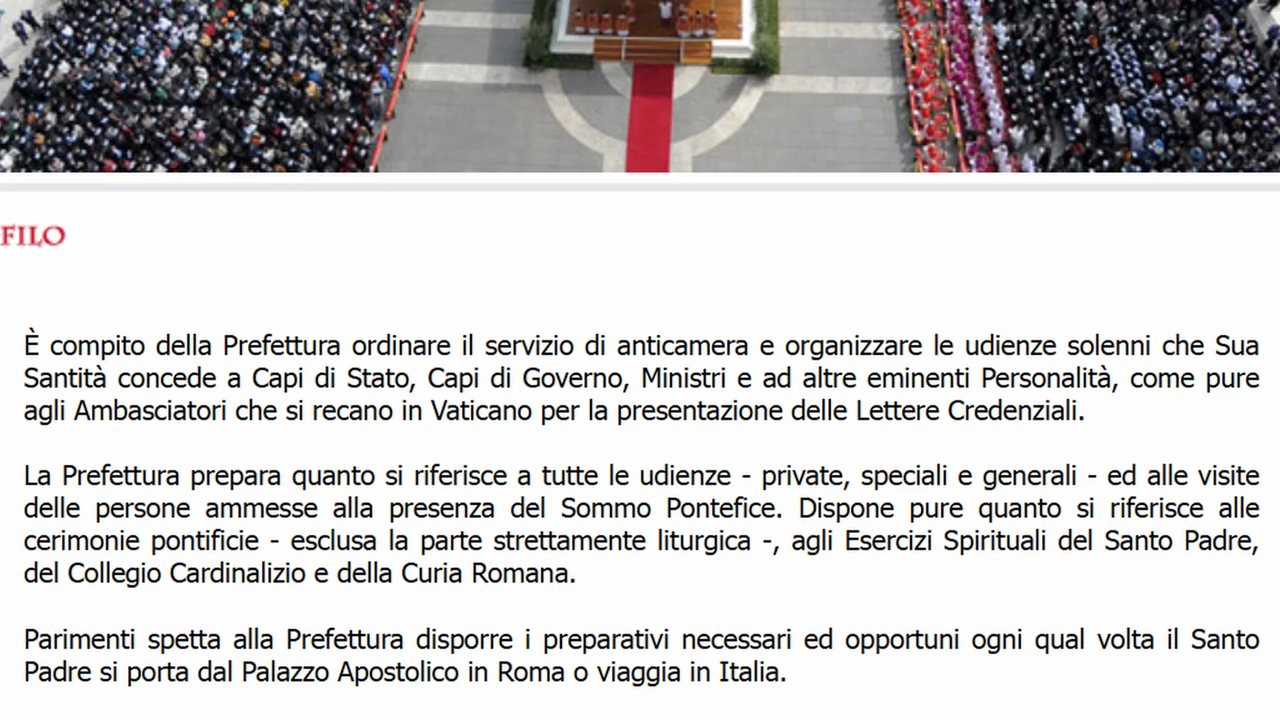 FILO
È compito della Prefettura ordinare il servizio di anticamera e organizzare le udienze solenni che Sua
Santità concede a Capi di Stato, Capi di Governo, Ministri e ad altre eminenti Personalità, come pure
agli Ambasciatori che si recano in Vaticano per la presentazione delle Lettere Credenziali.
La Prefettura prepara quanto si riferisce a tutte le udienze - private, speciali e generali - ed alle visite
delle persone ammesse alla presenza del Sommo Pontefice. Dispone pure quanto si riferisce alle
cerimonie pontificie - esclusa la parte strettamente liturgica -, agli Esercizi Spirituali del Santo Padre,
del Collegio Cardinalizio e della Curia Romana.
Parimenti spetta alla Prefettura disporre i preparativi necessari ed opportuni ogni qual volta il Santo
Padre si porta dal Palazzo Apostolico in Roma o viaggia in Italia.